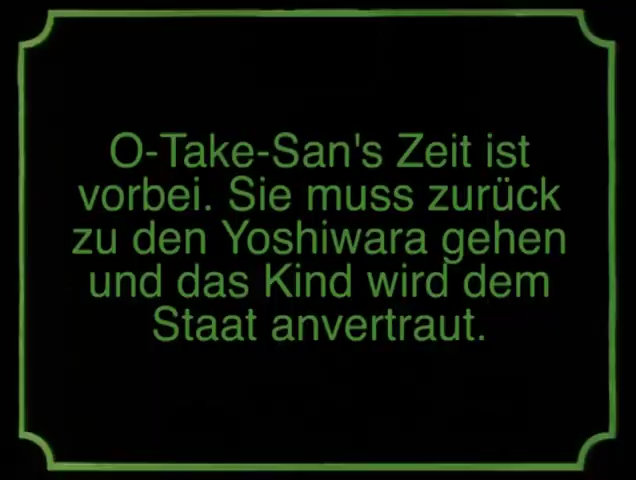 O-Take-San's Zeit ist
vorbei. Sie muss zurück
zu den Yoshiwara gehen
und das Kind wird dem
Staat anvertraut.